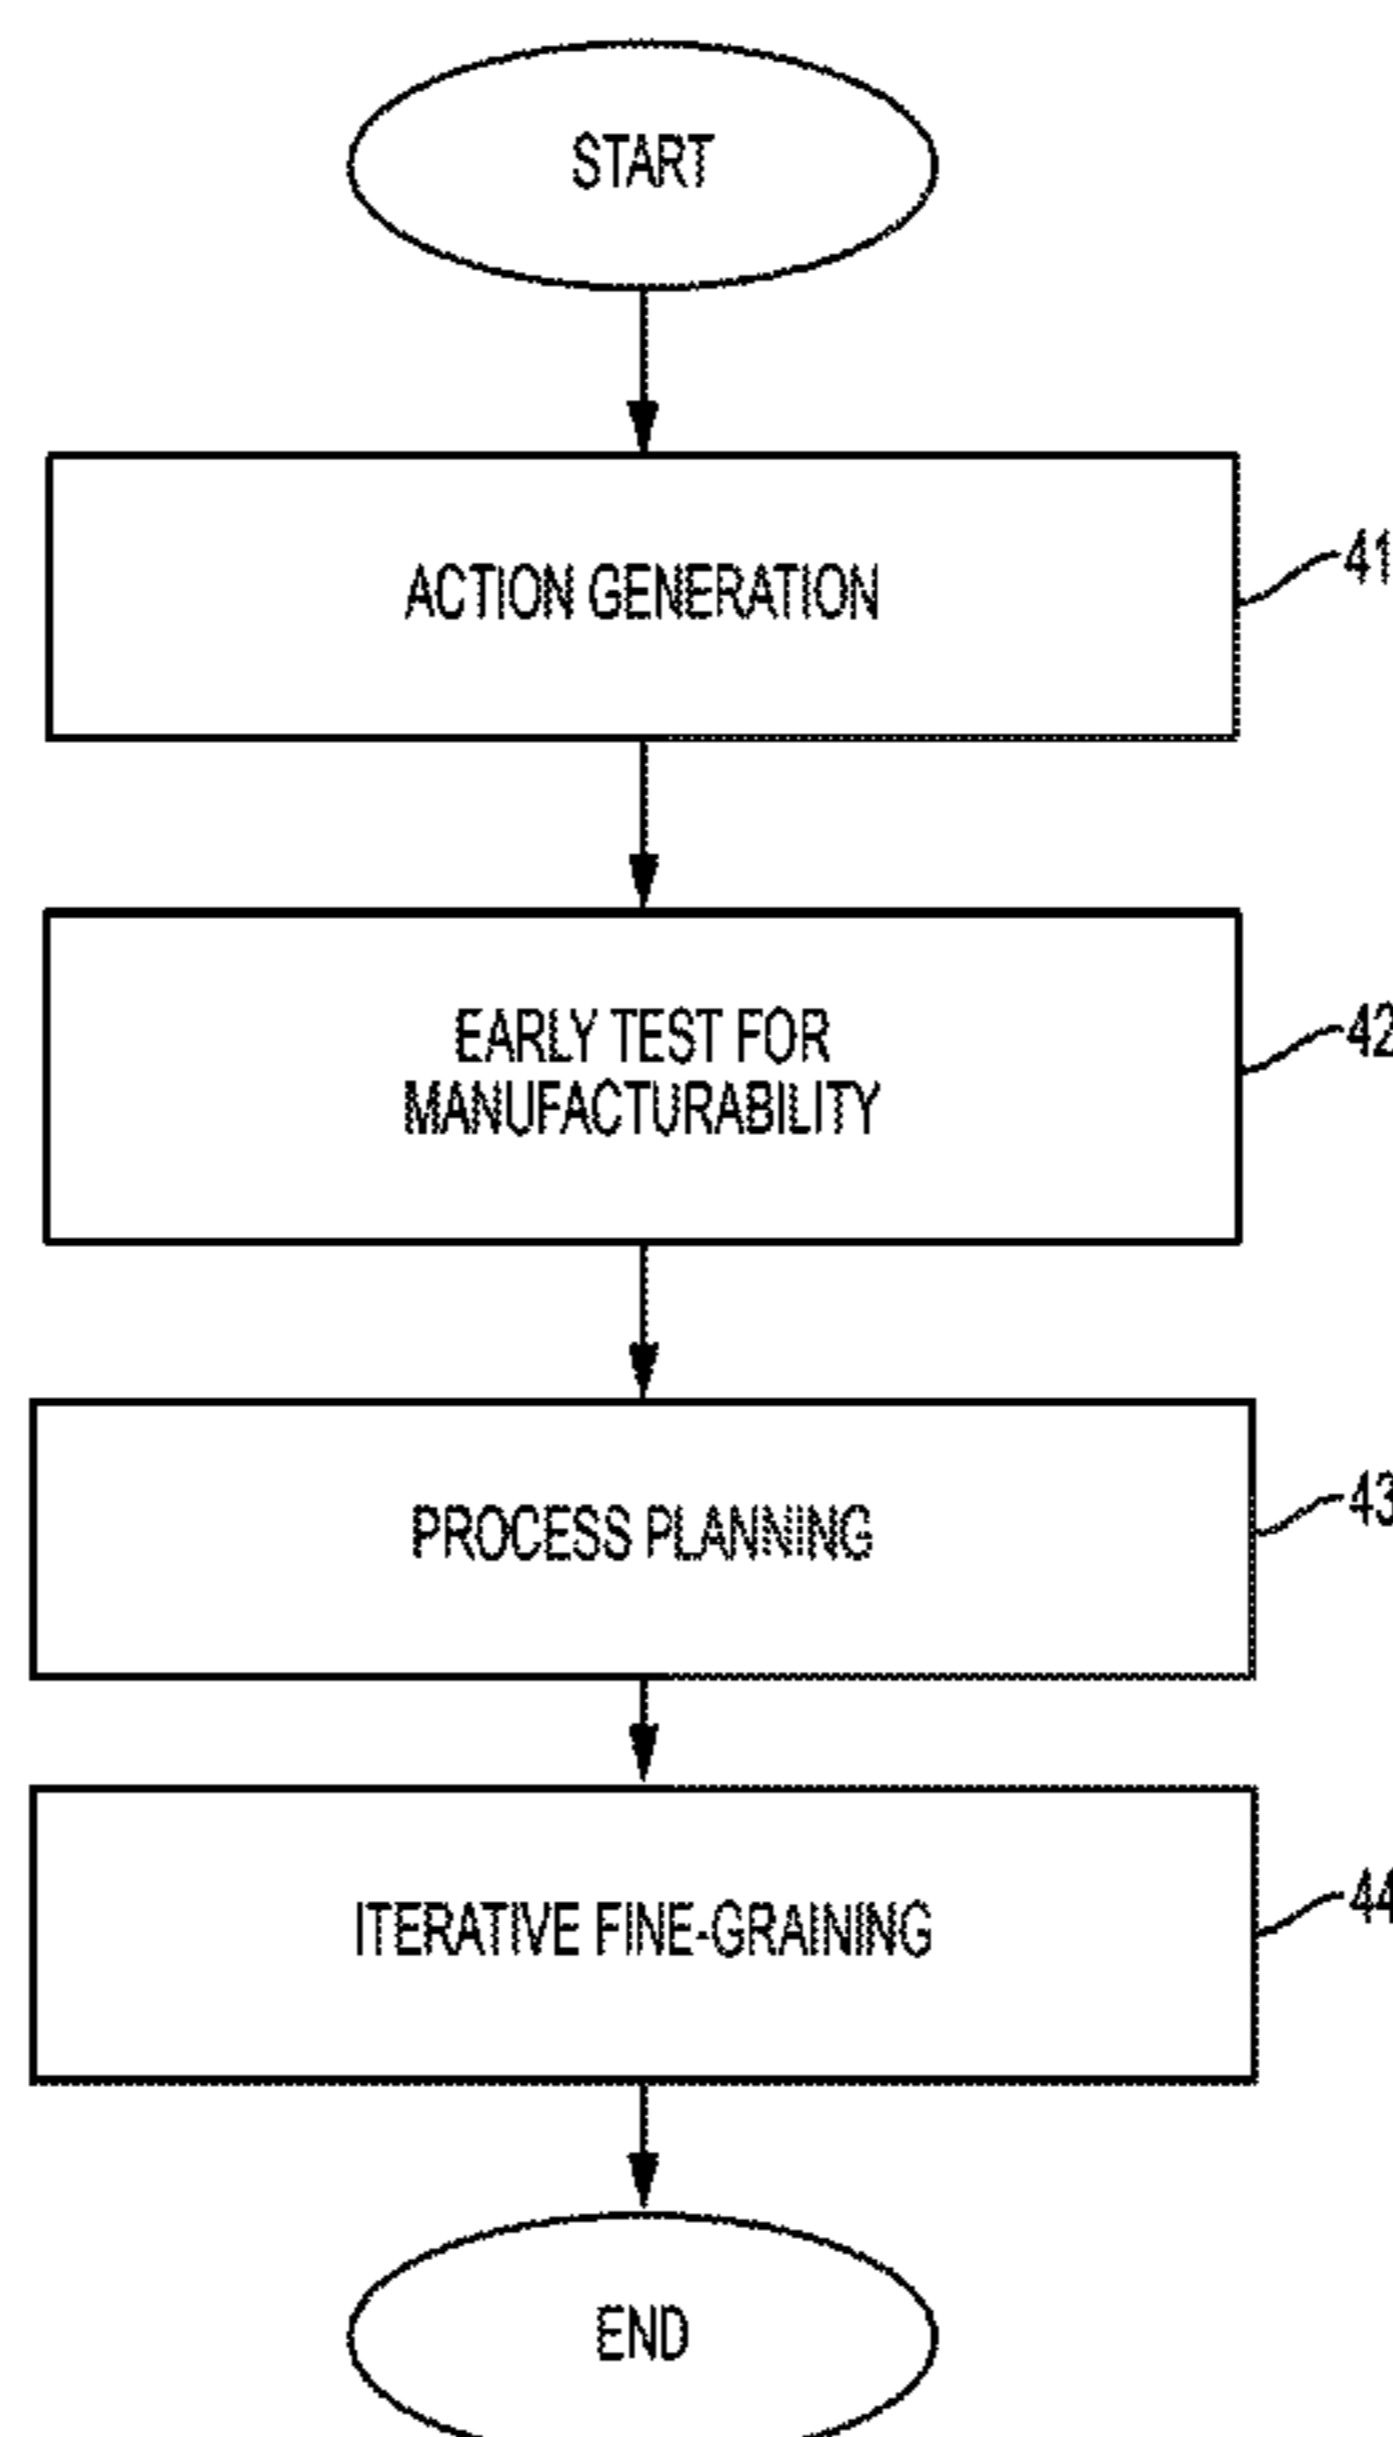 START
ACTION GENERATION
41
EARLY TEST FOR
MANUFACTURABILITY
42
PROCESS PLANNING
43
ITERATIVE FINE-GRAINING
44
END